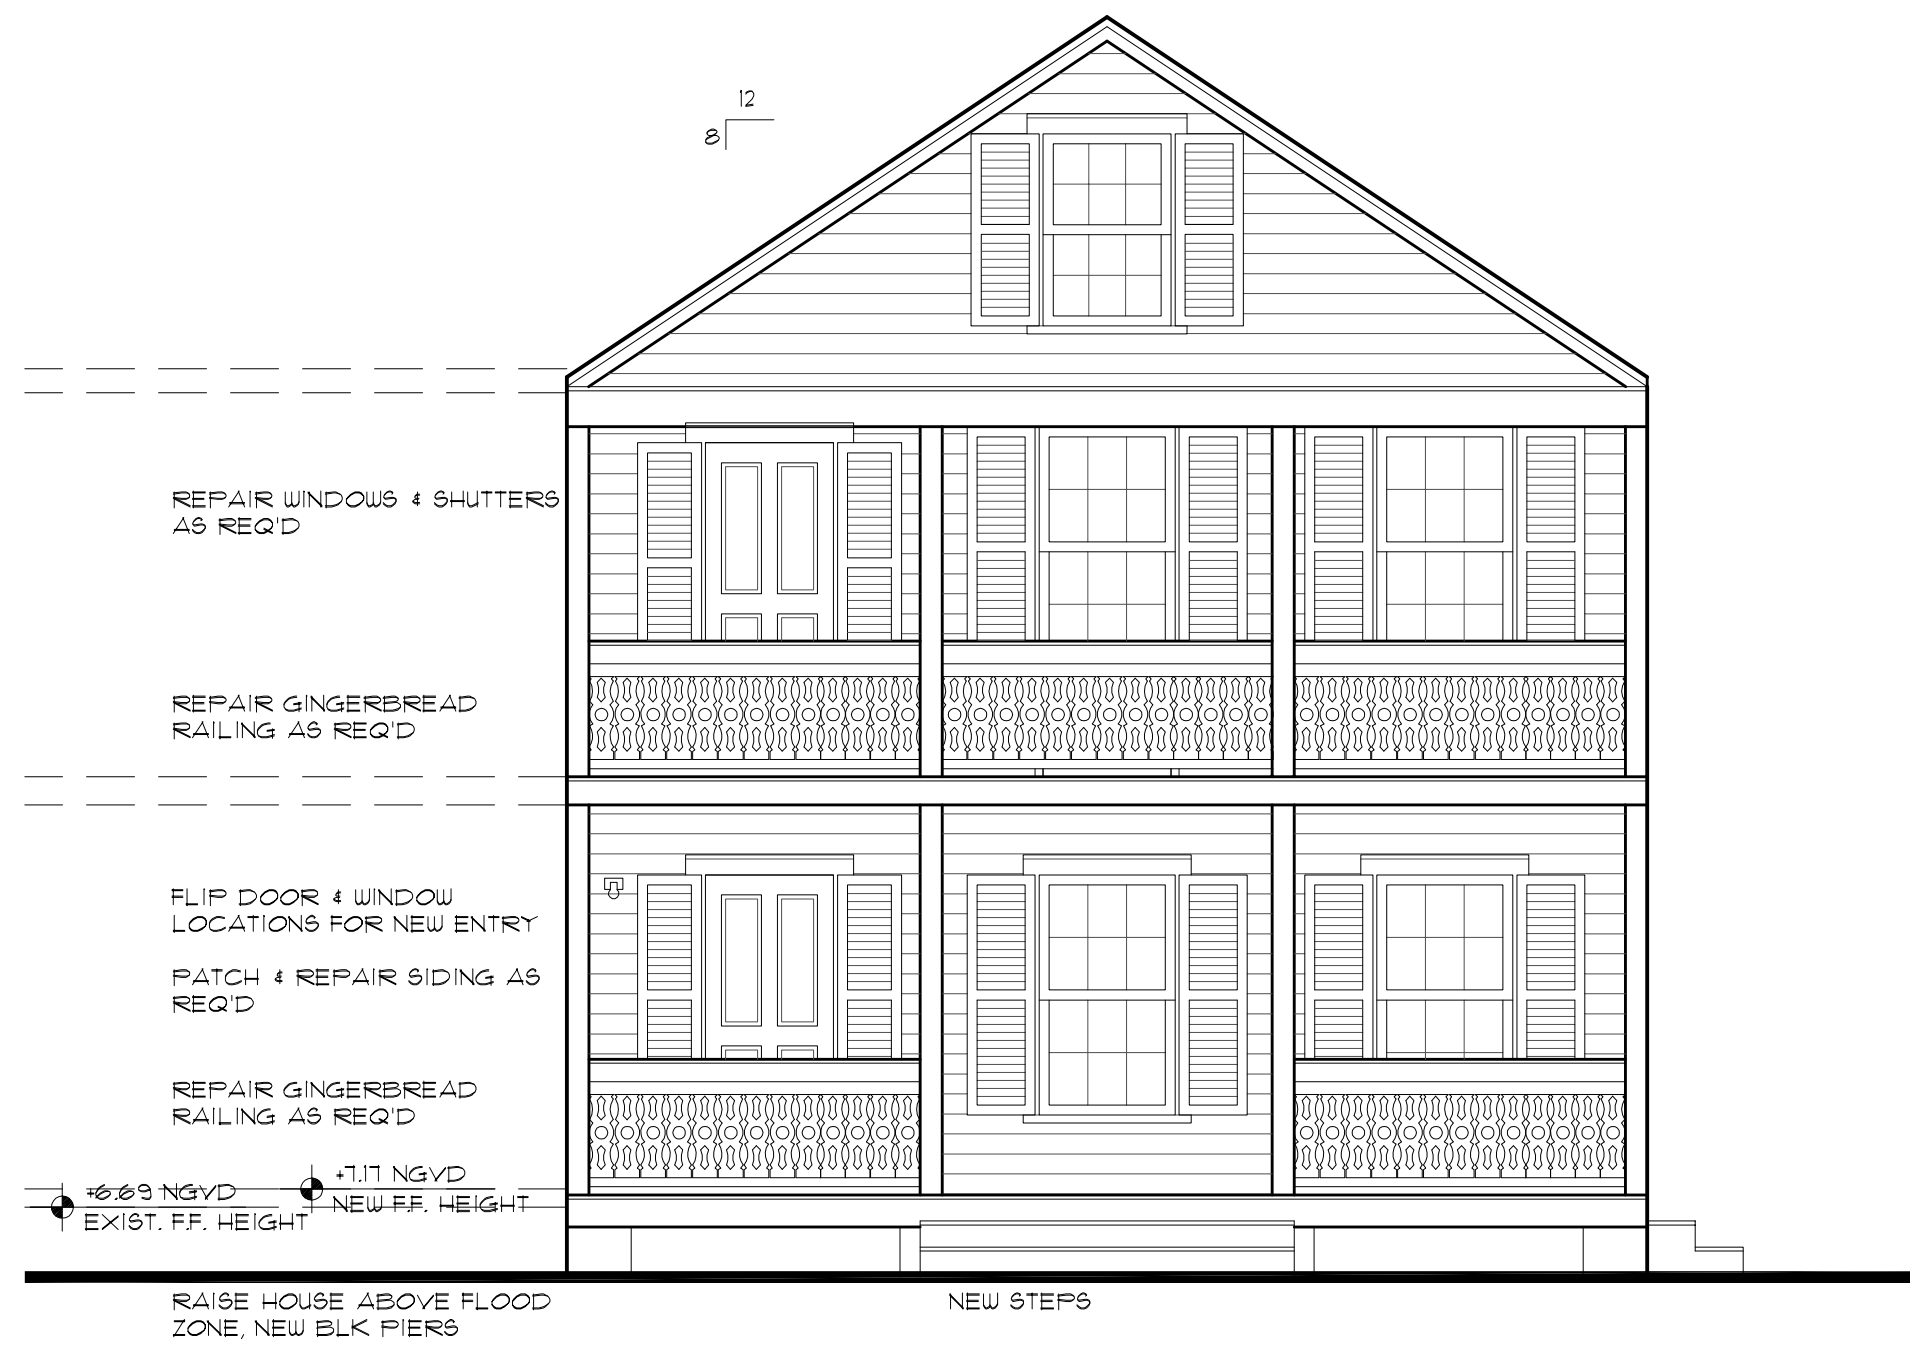 12
8
REPAIR WINDOWS & SHUTTERS
AS REQ'D
REPAIR GINGERBREAD
RAILING AS REQ'D
FLIP DOOR & WINDOW
LOCATIONS FOR NEW ENTRY
PATCH & REPAIR SIDING AS
REQ'D
REPAIR GINGERBREAD
RAILING AS REQ'D
+7.17 NGVD
NEW F.F. HEIGHT
+6.69 NGVD
EXIST. F.F. HEIGHT
RAISE HOUSE ABOVE FLOOD
ZONE, NEW BLK PIERS
NEW STEPS